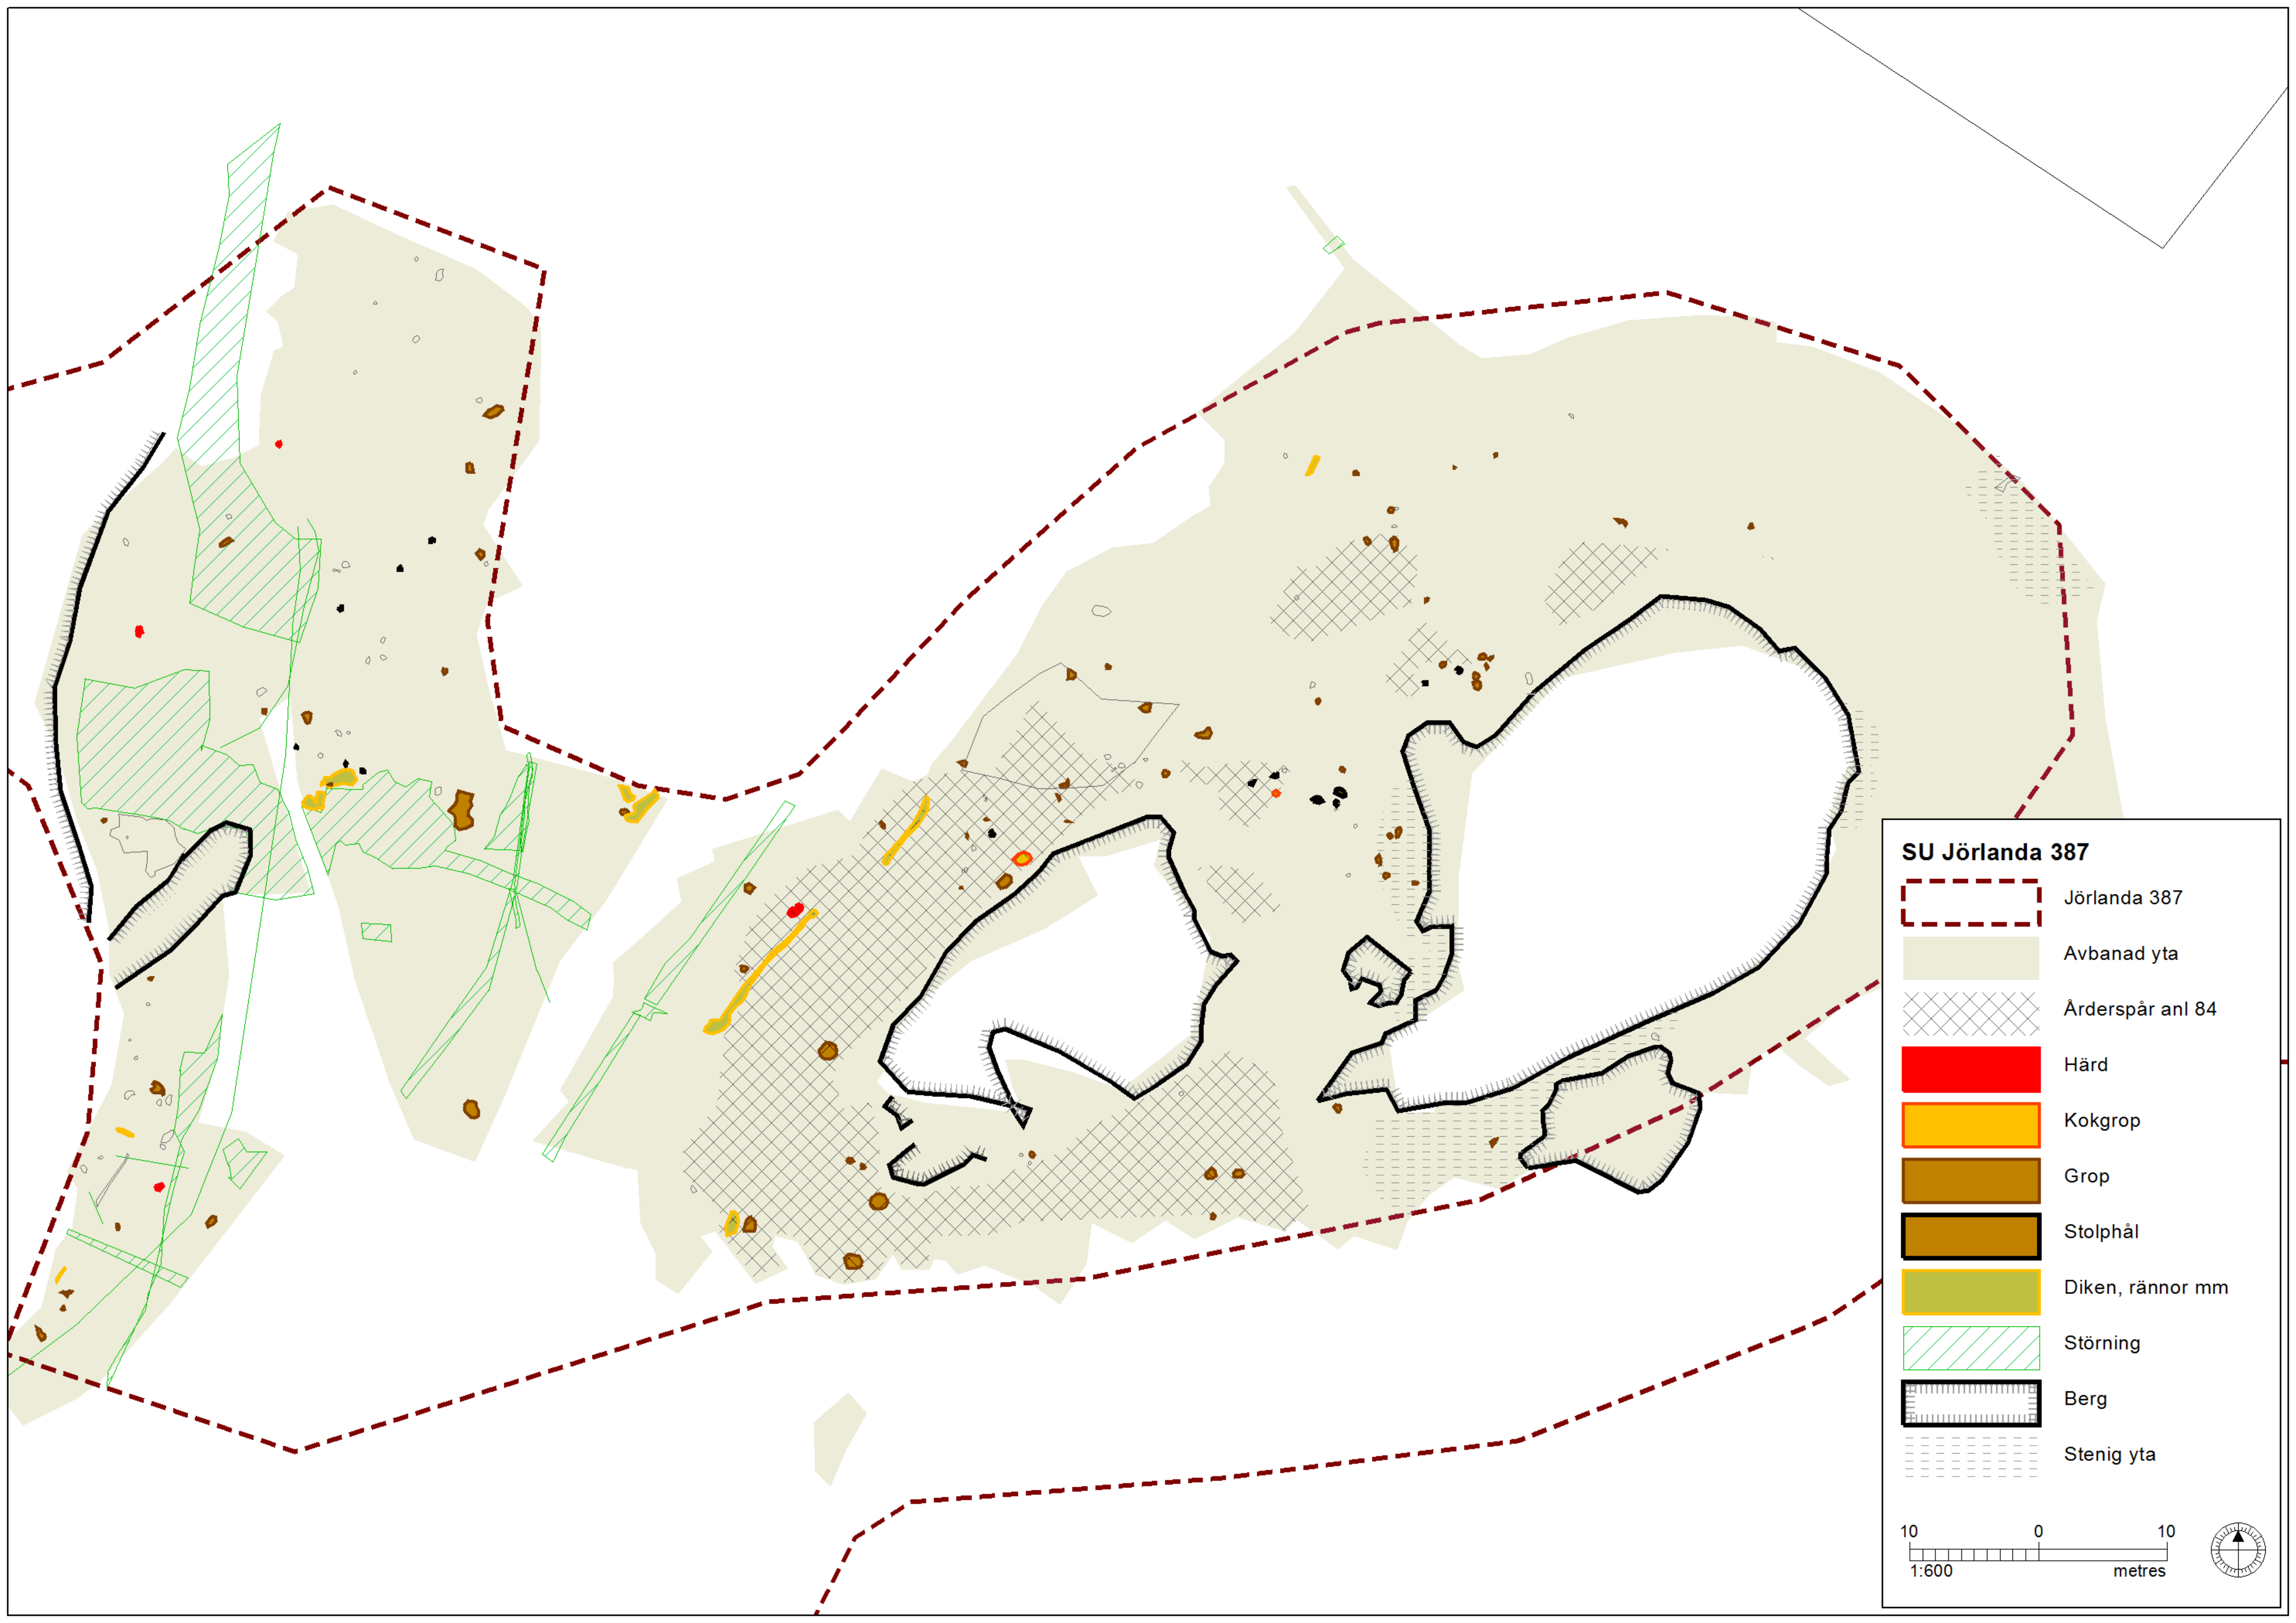 SU Jörlanda 387
Jörlanda 387
Avbanad yta
Årderspår anl 84
Härd
Kokgrop
Grop
Stolphål
Diken, rännor mm
Störning
Berg
Stenig yta
10 0 10
1:600 metres